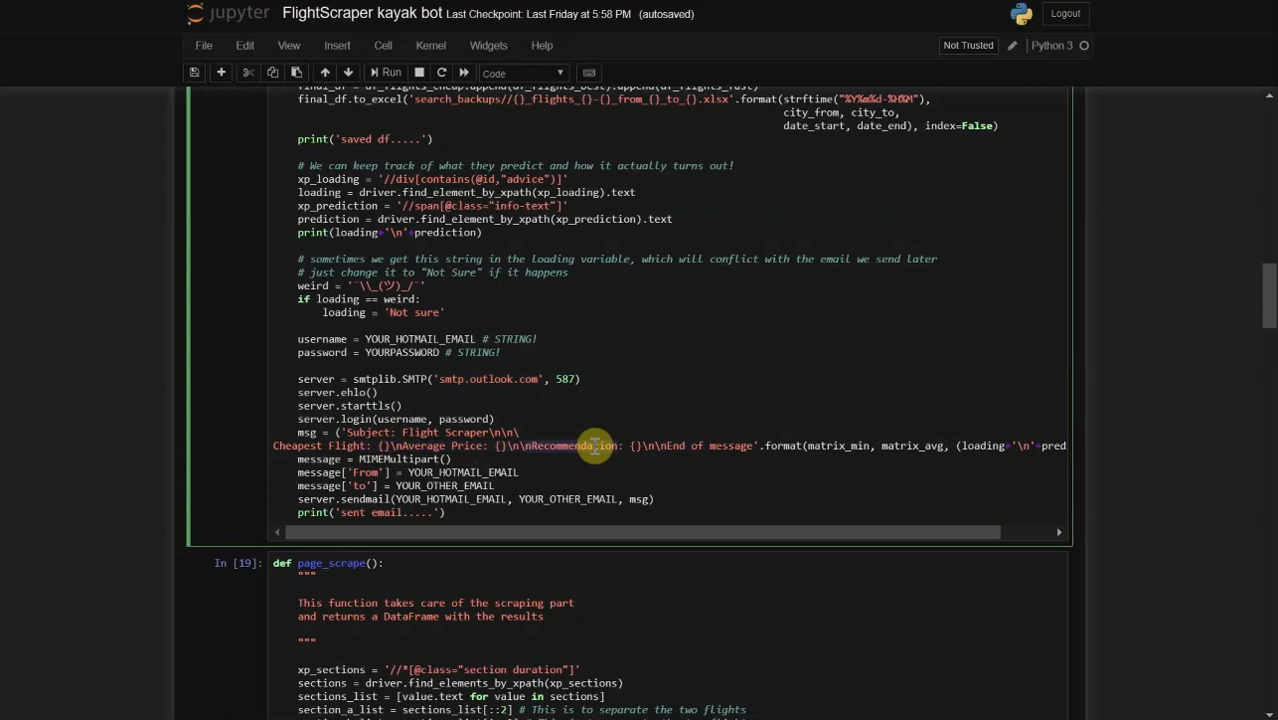 jupyter FlightScraper kayak bot Last Checkpoint: Last Friday at 5:58 PM (autosaved) Logout
File Edit View Insert Cell Kernel Widgets Help Not Trusted Python 3
Run Code
final_df = df_flights_cheap.append(df_flights_best).append(df_flights_fast)
final_df.to_excel('search_backups//{}_flights_{}-{}_from_{}_to_{}.xlsx'.format(strftime("%Y%m%d-%H%M"),
city_from, city_to,
date_start, date_end), index=False)
print('saved df.....')
# We can keep track of what they predict and how it actually turns out!
xp_loading = '//div[contains(@id,"advice")]'
loading = driver.find_element_by_xpath(xp_loading).text
xp_prediction = '//span[@class="info-text"]'
prediction = driver.find_element_by_xpath(xp_prediction).text
print(loading+'\n'+prediction)
# sometimes we get this string in the loading variable, which will conflict with the email we send later
# just change it to "Not Sure" if it happens
weird = '¯\\_(ツ)_/¯'
if loading == weird:
loading = 'Not sure'
username = YOUR_HOTMAIL_EMAIL # STRING!
password = YOURPASSWORD # STRING!
server = smtplib.SMTP('smtp.outlook.com', 587)
server.ehlo()
server.starttls()
server.login(username, password)
msg = ('Subject: Flight Scraper\n\n\
Cheapest Flight: {}\nAverage Price: {}\n\nRecommendation: {}\n\nEnd of message'.format(matrix_min, matrix_avg, (loading+'\n'+pred
message = MIMEMultipart()
message['From'] = YOUR_HOTMAIL_EMAIL
message['to'] = YOUR_OTHER_EMAIL
server.sendmail(YOUR_HOTMAIL_EMAIL, YOUR_OTHER_EMAIL, msg)
print('sent email.....')
In [19]: def page_scrape():
"""
This function takes care of the scraping part
and returns a DataFrame with the results
"""
xp_sections = '//*[@class="section duration"]'
sections = driver.find_elements_by_xpath(xp_sections)
sections_list = [value.text for value in sections]
section_a_list = sections_list[::2] # This is to separate the two flights